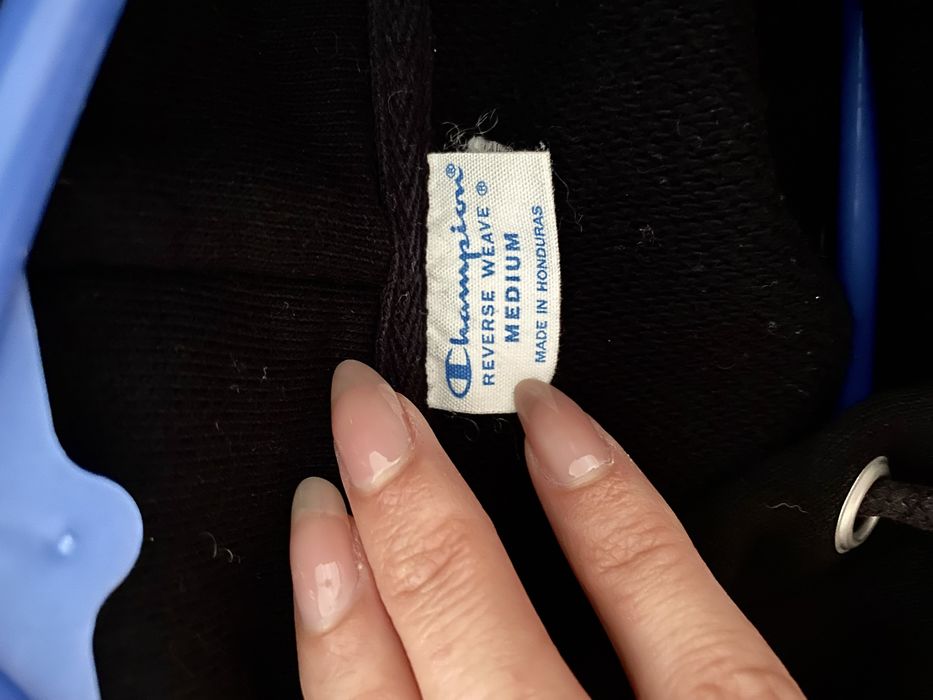 Champion®
REVERSE WEAVE ®
MEDIUM
MADE IN HONDURAS